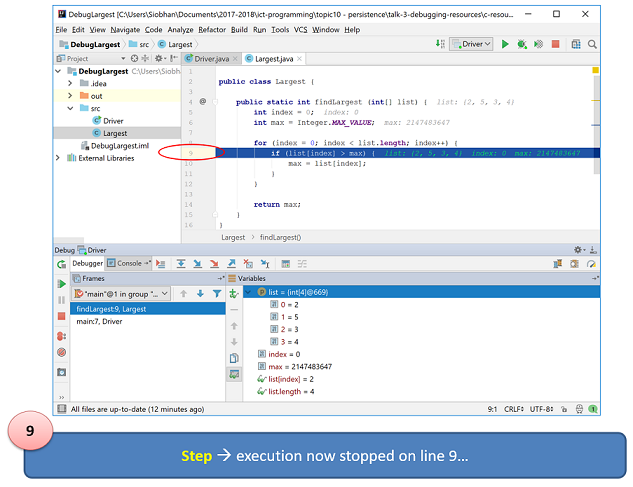 DebugLargest [C:\Users\Siobhan\Documents\2017-2018\ict-programming\topic10 - persistence\talk-3-debugging-resources\c-resou...
File Edit View Navigate Code Analyze Refactor Build Run Tools VCS Window Help
DebugLargest src Largest Driver
Project Driver.java Largest.java
DebugLargest C:\Users\Siobh
.idea
out
src
Driver
Largest
DebugLargest.iml
External Libraries
1
2 public class Largest {
3
4 @ public static int findLargest (int[] list) { list: {2, 5, 3, 4}
5 int index = 0; index: 0
6 int max = Integer.MAX_VALUE; max: 2147483647
7
8 for (index = 0; index < list.length; index++) {
9 if (list[index] > max) { list: {2, 5, 3, 4} index: 0 max: 2147483647
10 max = list[index];
11 }
12 }
13
14 return max;
15 }
16 }
Largest > findLargest()
Debug Driver
Debugger Console
Frames Variables
"main"@1 in group "...
findLargest:9, Largest
main:7, Driver
list = {int[4]@669}
0 = 2
1 = 5
2 = 3
3 = 4
index = 0
max = 2147483647
list[index] = 2
list.length = 4
All files are up-to-date (12 minutes ago) 9:1 CRLF UTF-8 1
9
Step → execution now stopped on line 9...